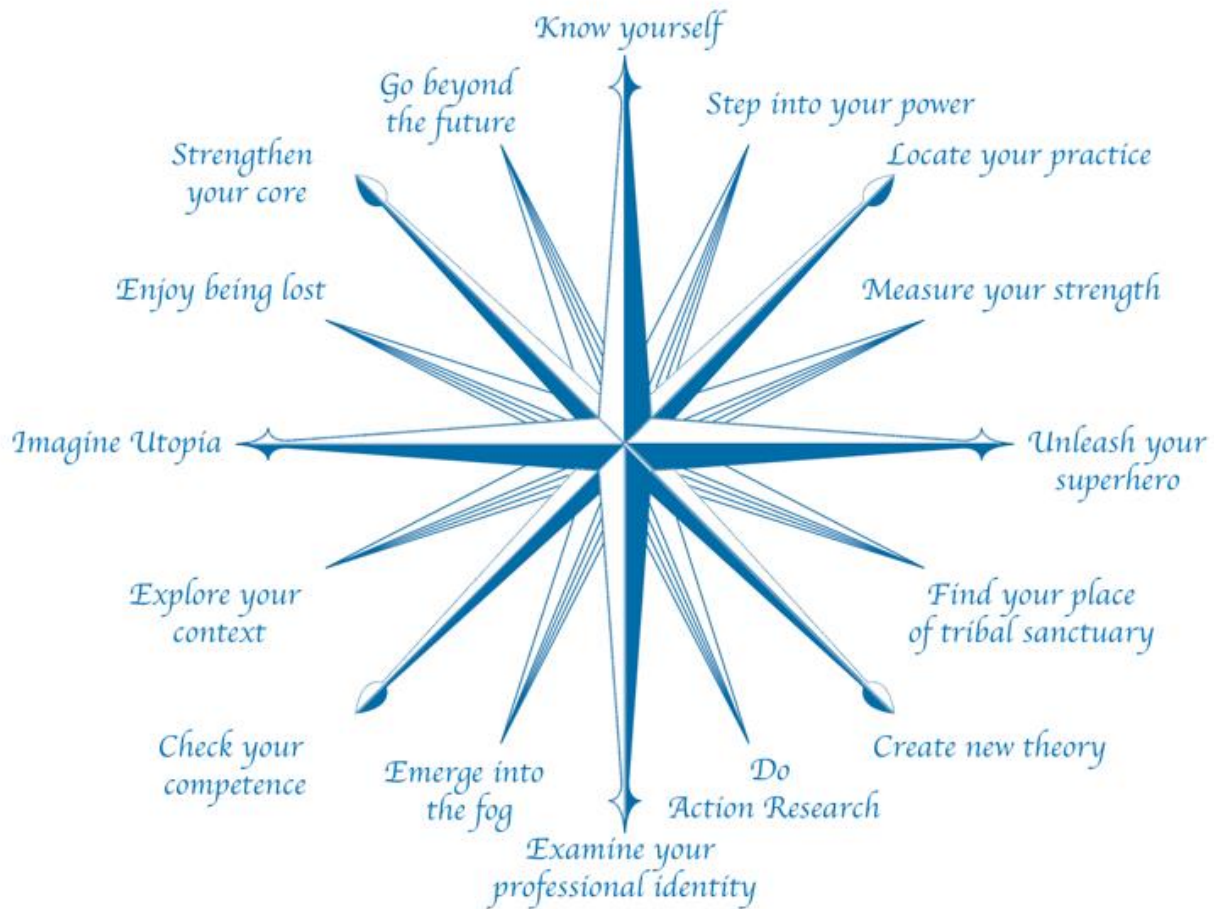 Know yourself
Go beyond
the future
Step into your power
Strengthen
your core
Locate your practice
Enjoy being lost
Measure your strength
Imagine Utopia
Unleash your
superhero
Explore your
context
Find your place
of tribal sanctuary
Check your
competence
Emerge into
the fog
Do
Action Research
Create new theory
Examine your
professional identity